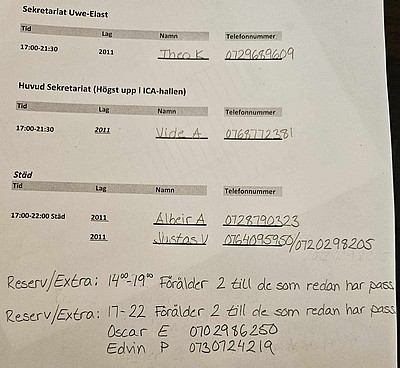 Sekretariat Uwe-Elast
Tid Lag Namn Telefonnummer
17:00-21:30 2011 Theo K 0729689609
Huvud Sekretariat (Högst upp i ICA-hallen)
Tid Lag Namn Telefonnummer
17:00-21:30 2011 Vide A 0768772381
Städ
Tid Lag Namn Telefonnummer
17:00-22:00 Städ 2011 Albeir A 0728790323
2011 Justas V 0764095950/0720298205
Reserv/Extra: 14⁰⁰-19⁰⁰ Förälder 2 till de som redan har pass
Reserv/Extra: 17-22 Förälder 2 till de som redan har pass
Oscar E 0702986250
Edvin P 0730724219